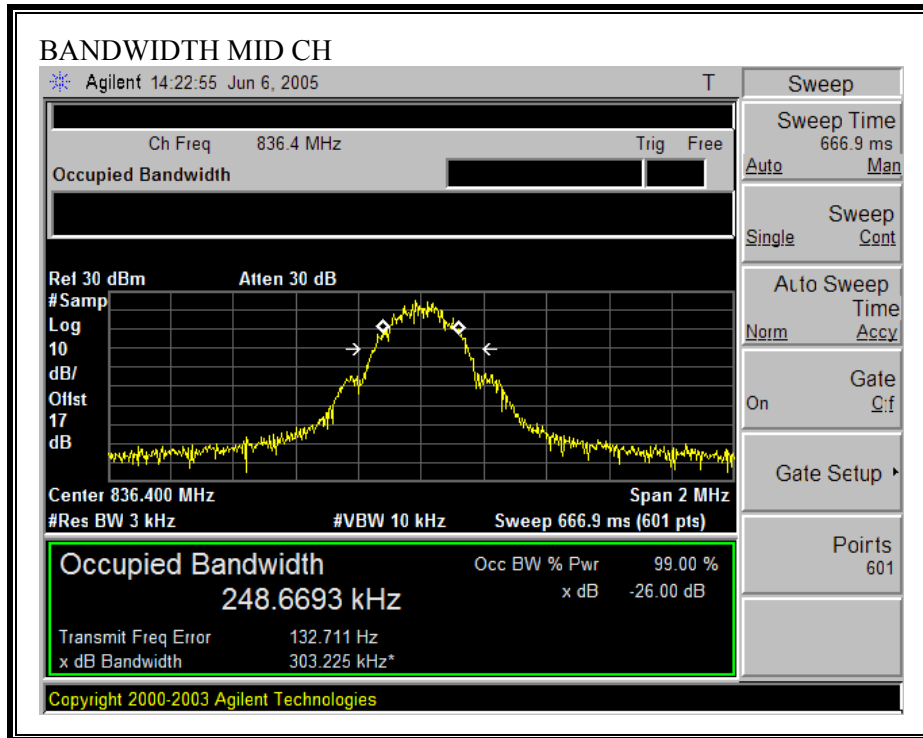 BANDWIDTH MID CH
Agilent 14:22:55 Jun 6, 2005 T
Ch Freq 836.4 MHz Trig Free
Occupied Bandwidth
Ref 30 dBm Atten 30 dB
#Samp
Log
10
dB/
Offst
17
dB
Center 836.400 MHz Span 2 MHz
#Res BW 3 kHz #VBW 10 kHz Sweep 666.9 ms (601 pts)
Occupied Bandwidth Occ BW % Pwr 99.00 %
248.6693 kHz x dB -26.00 dB
Transmit Freq Error 132.711 Hz
x dB Bandwidth 303.225 kHz*
Copyright 2000-2003 Agilent Technologies
Sweep
Sweep Time
666.9 ms
Auto Man
Sweep
Single Cont
Auto Sweep
Time
Norm Accy
Gate
On Off
Gate Setup
Points
601